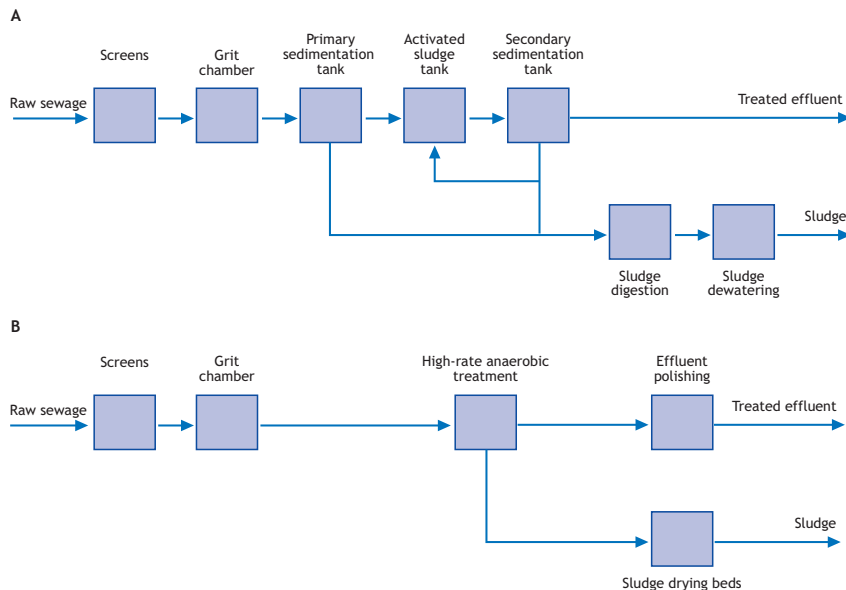 A
Screens
Grit
chamber
Primary
sedimentation
tank
Activated
sludge
tank
Secondary
sedimentation
tank
Raw sewage
Treated effluent
Sludge
Sludge
digestion
Sludge
dewatering
B
Screens
Grit
chamber
High-rate anaerobic
treatment
Effluent
polishing
Raw sewage
Treated effluent
Sludge
Sludge drying beds